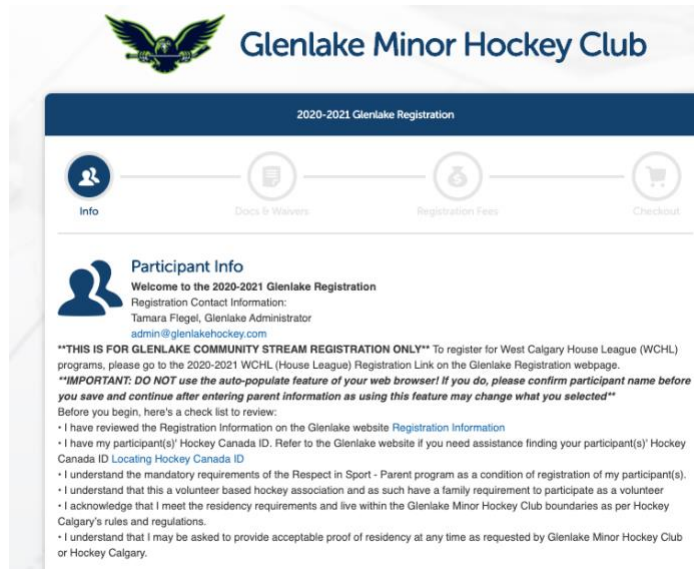 Glenlake Minor Hockey Club
2020-2021 Glenlake Registration
Info
Docs & Waivers
Registration Fees
Checkout
Participant Info
Welcome to the 2020-2021 Glenlake Registration
Registration Contact Information:
Tamara Flegel, Glenlake Administrator
admin@glenlakehockey.com
**THIS IS FOR GLENLAKE COMMUNITY STREAM REGISTRATION ONLY** To register for West Calgary House League (WCHL)
programs, please go to the 2020-2021 WCHL (House League) Registration Link on the Glenlake Registration webpage.
**IMPORTANT: DO NOT use the auto-populate feature of your web browser! If you do, please confirm participant name before
you save and continue after entering parent information as using this feature may change what you selected**
Before you begin, here's a check list to review:
• I have reviewed the Registration Information on the Glenlake website Registration Information
• I have my participant(s)' Hockey Canada ID. Refer to the Glenlake website if you need assistance finding your participant(s)' Hockey
Canada ID Locating Hockey Canada ID
• I understand the mandatory requirements of the Respect in Sport - Parent program as a condition of registration of my participant(s).
• I understand that this a volunteer based hockey association and as such have a family requirement to participate as a volunteer
• I acknowledge that I meet the residency requirements and live within the Glenlake Minor Hockey Club boundaries as per Hockey
Calgary's rules and regulations.
• I understand that I may be asked to provide acceptable proof of residency at any time as requested by Glenlake Minor Hockey Club
or Hockey Calgary.